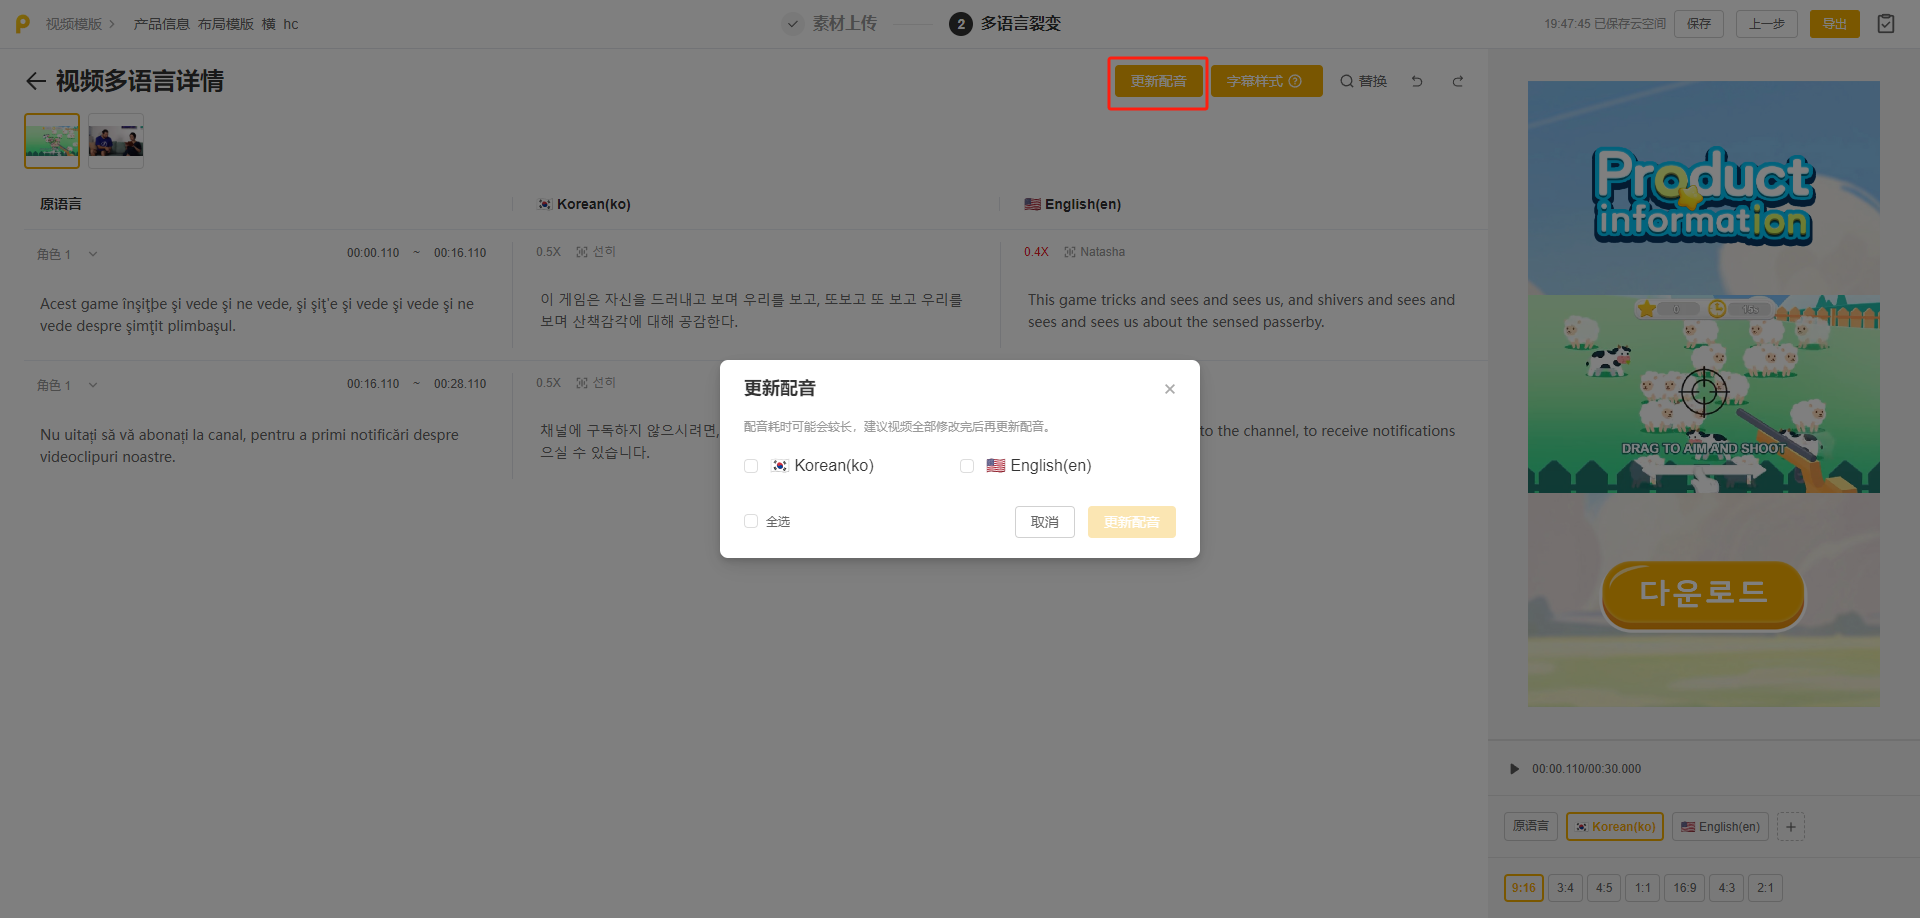 视频模版 > 产品信息 布局模版 横 hc
素材上传
2 多语言裂变
19:47:45 已保存云空间
保存
上一步
导出
视频多语言详情
更新配音
字幕样式
替换
原语言
Korean(ko)
English(en)
角色 1
00:00.110 ~ 00:16.110
0.5X 선히
0.4X Natasha
Acest game înşiţþe şi vede şi ne vede, şi şiţ'e şi vede şi vede şi ne
vede despre şimţit plimbaşul.
이 게임은 자신을 드러내고 보며 우리를 보고, 또보고 또 보고 우리를
보며 산책감각에 대해 공감한다.
This game tricks and sees and sees us, and shivers and sees and
sees and sees us about the sensed passerby.
角色 1
00:16.110 ~ 00:28.110
0.5X 선히
Nu uitați să vă abonați la canal, pentru a primi notificări despre
videoclipuri noastre.
채널에 구독하지 않으시려면,
으실 수 있습니다.
to the channel, to receive notifications
更新配音
配音耗时可能会较长，建议视频全部修改完后再更新配音。
Korean(ko)
English(en)
全选
取消
更新配音
Product
information
0
15s
DRAG TO AIM AND SHOOT
다운로드
00:00.110/00:30.000
原语言
Korean(ko)
English(en)
+
9:16
3:4
4:5
1:1
16:9
4:3
2:1